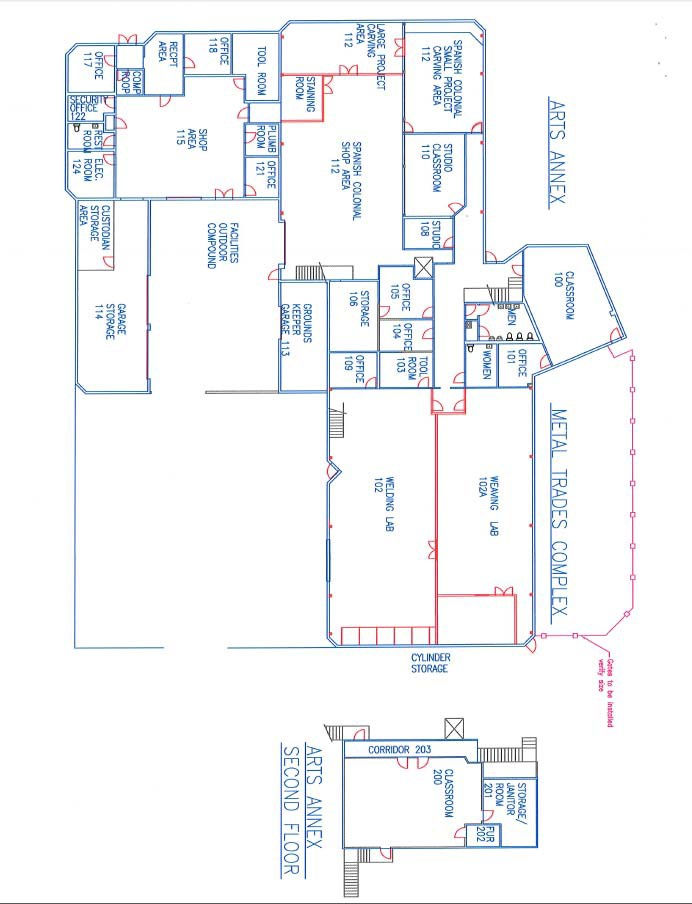 OFFICE
117
COMP
ROOP
RECPT
AREA
OFFICE
118
TOOL ROOM
LARGE PROJECT
CARVING
AREA
112
SPANISH COLONIAL
SMALL PROJECT
CARVING AREA
112
ARTS ANNEX
SECURIT
OFFICE
122
REST
ROOM
ELEC.
ROOM
124
SHOP
AREA
115
PLUMB
ROOM
OFFICE
121
STAINING
ROOM
SPANISH COLONIAL
SHOP AREA
112
STUDIO
CLASSROOM
110
STUDIO
108
CUSTODIAN
STORAGE
AREA
GARAGE
STORAGE
114
FACILITIES
OUTDOOR
COMPOUND
GROUNDS
KEEPER
GARAGE 113
STORAGE
106
OFFICE
105
OFFICE
104
OFFICE
109
TOOL
ROOM
103
MEN
WOMEN
OFFICE
101
CLASSROOM
100
WELDING LAB
102
WEAVING LAB
102A
METAL TRADES COMPLEX
CYLINDER
STORAGE
Gates to be installed
verify size
ARTS ANNEX
SECOND FLOOR
CORRIDOR 203
CLASSROOM
200
STORAGE/
JANITOR
ROOM
201
FUR
202